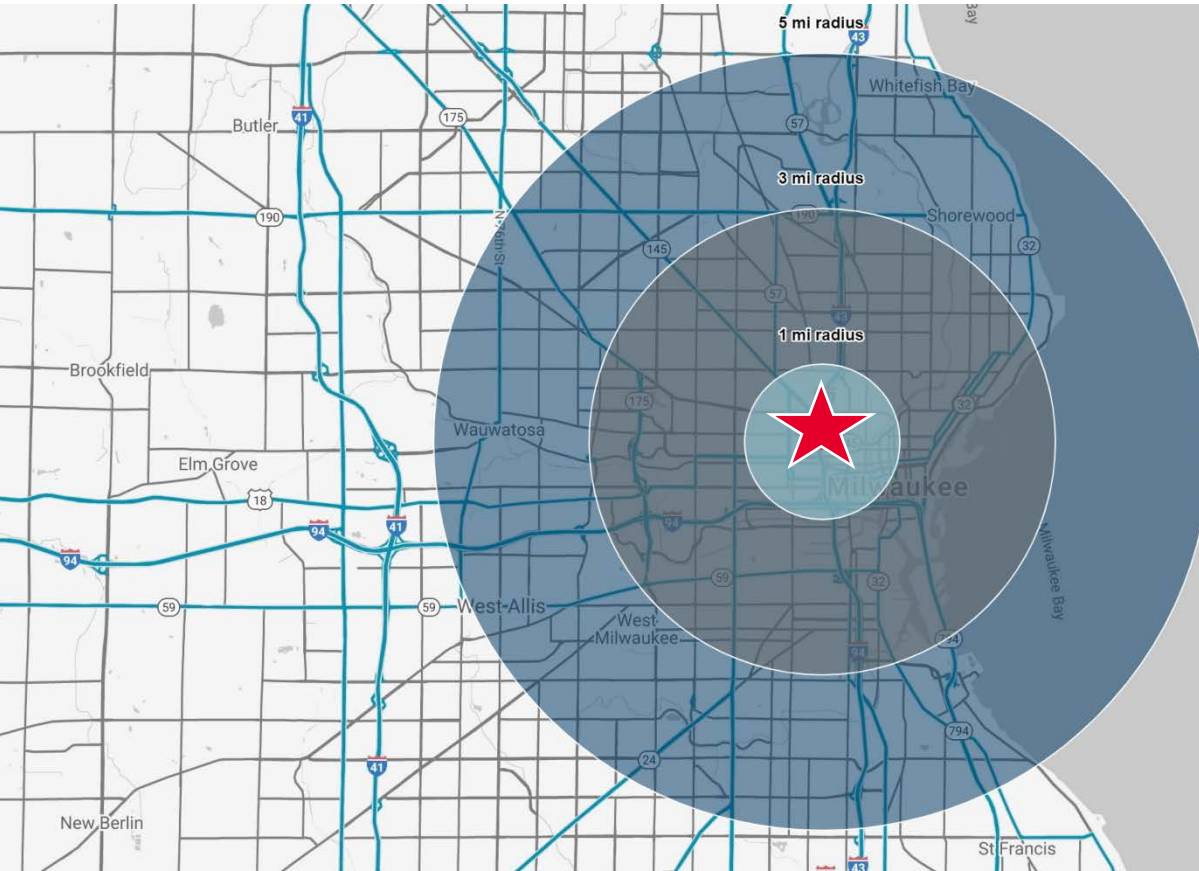 5 mi radius
Bay
43
Whitefish Bay
41
175
Butler
57
3 mi radius
190
190
Shorewood
N 76th St
145
32
57
43
1 mi radius
Brookfield
175
32
Wauwatosa
Elm Grove
Milwaukee
18
94
41
94
94
Milwaukee Bay
59
32
59
59
West Allis
West
Milwaukee
794
94
794
24
41
New Berlin
St Francis
43